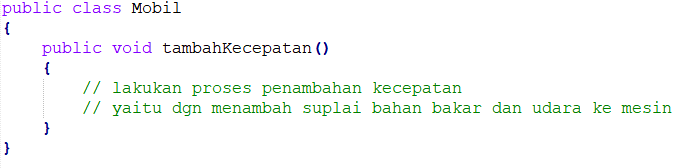 public class Mobil
{
    public void tambahKecepatan()
    {
        // lakukan proses penambahan kecepatan
        // yaitu dgn menambah suplai bahan bakar dan udara ke mesin
    }
}